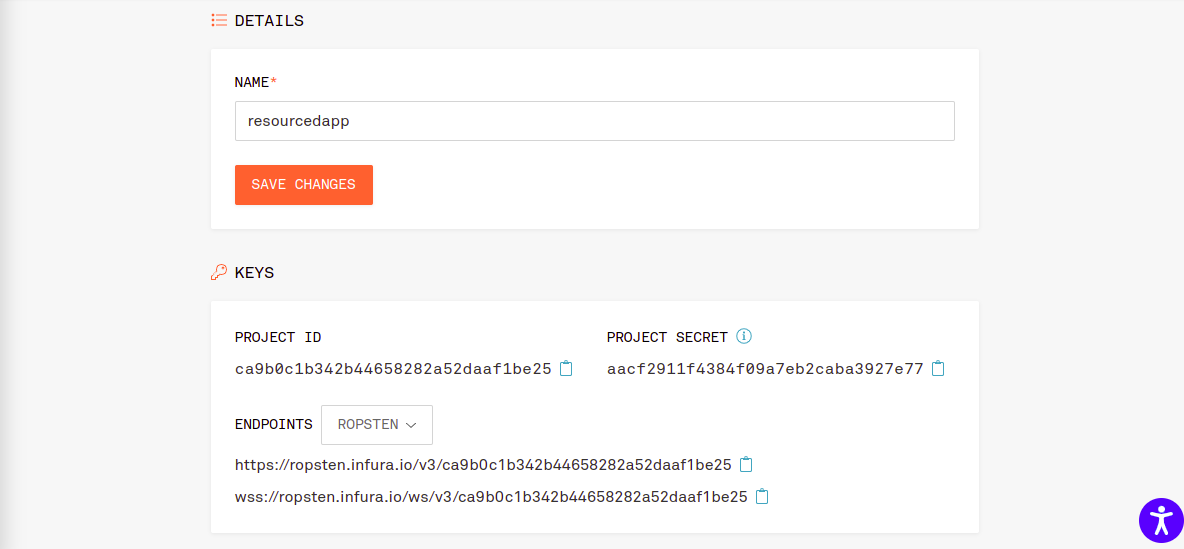 DETAILS
NAME*
resourcedapp
SAVE CHANGES
KEYS
PROJECT ID
ca9b0c1b342b44658282a52daaf1be25
PROJECT SECRET
aacf2911f4384f09a7eb2caba3927e77
ENDPOINTS ROPSTEN
https://ropsten.infura.io/v3/ca9b0c1b342b44658282a52daaf1be25
wss://ropsten.infura.io/ws/v3/ca9b0c1b342b44658282a52daaf1be25